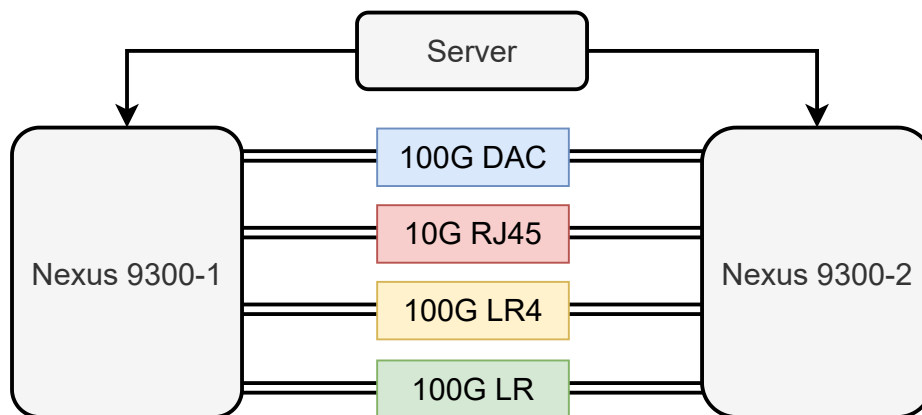 Server
100G DAC
10G RJ45
Nexus 9300-1
Nexus 9300-2
100G LR4
100G LR